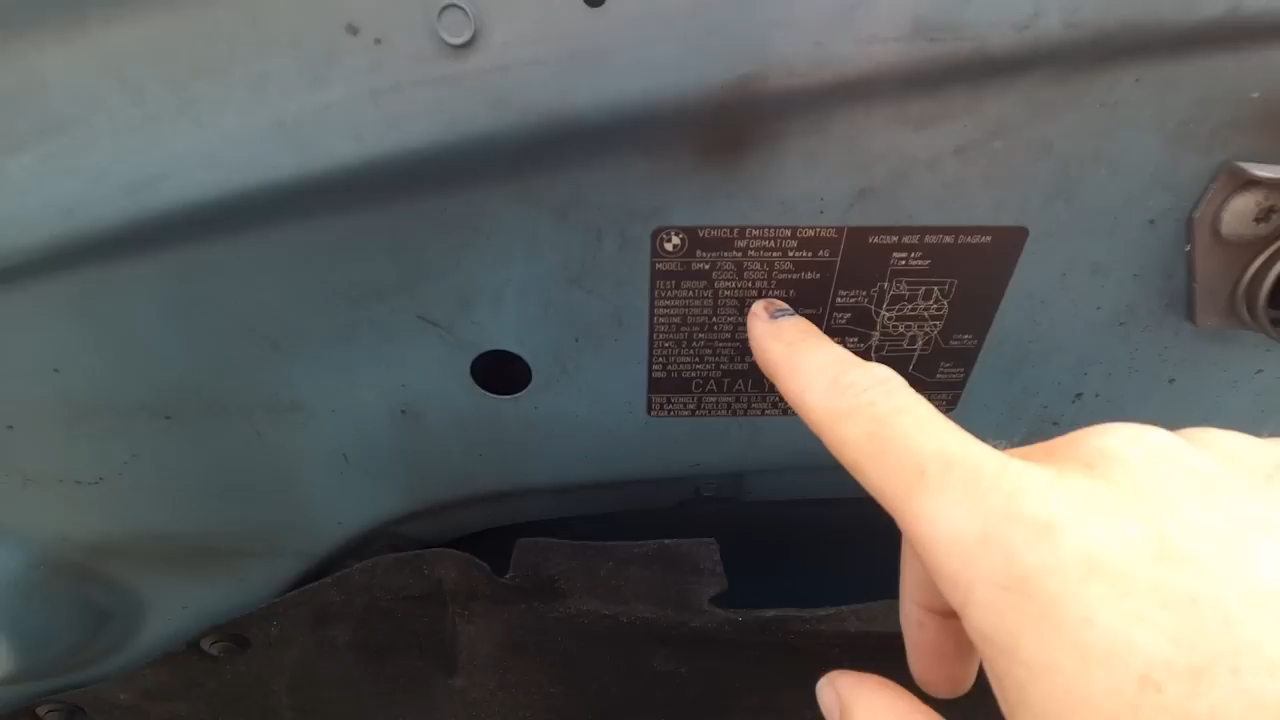 VEHICLE EMISSION CONTROL
INFORMATION
Bayerische Motoren Werke AG
MODEL: BMW 750i, 750Li, 550i,
650Ci, 650Ci Convertible
TEST GROUP: 6BMXV04.8UL2
EVAPORATIVE EMISSION FAMILY:
6BMXR0158E65 (750i,
6BMXR0128E85 (550i,
ENGINE DISPLACEMENT
292.5 cu.in / 4799
EXHAUST EMISSION
2TWC, 2 A/F-Sensor,
CERTIFICATION FUEL:
CALIFORNIA PHASE II
NO ADJUSTMENT NEEDED
OBD II CERTIFIED
THIS VEHICLE CONFORMS TO U.S. EPA
TO GASOLINE FUELED 2006 MODEL
REGULATIONS APPLICABLE TO 2006 MODEL
VACUUM HOSE ROUTING DIAGRAM
Mass Air
Flow Sensor
Throttle
Butterfly
Purge
Line
Valve
Intake
Manifold
Fuel
Pressure